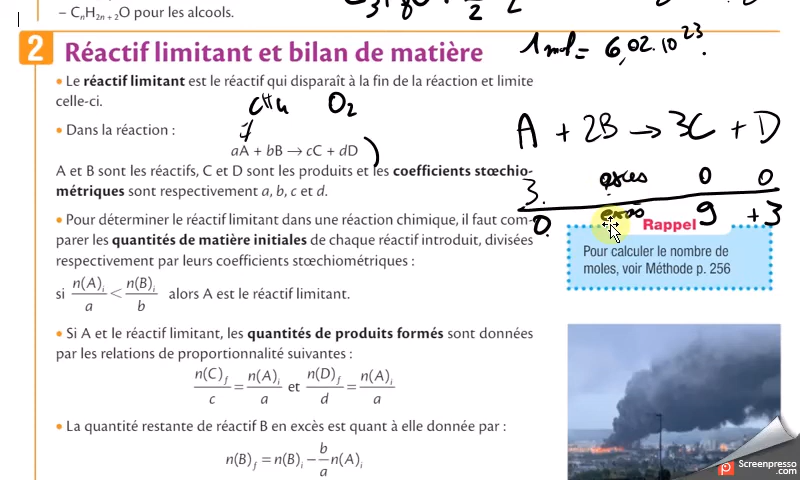 – CₙH₂ₙ₊₂O pour les alcools.
1 mol = 6,02.10²³.
2 Réactif limitant et bilan de matière
• Le réactif limitant est le réactif qui disparaît à la fin de la réaction et limite
celle-ci.
CH₄ O₂
• Dans la réaction :
aA + bB → cC + dD
A + 2B → 3C + D
A et B sont les réactifs, C et D sont les produits et les coefficients stœchio-
métriques sont respectivement a, b, c et d.
3. exces 0 0
0. exces 9 +3
• Pour déterminer le réactif limitant dans une réaction chimique, il faut com-
parer les quantités de matière initiales de chaque réactif introduit, divisées
respectivement par leurs coefficients stœchiométriques :
si n(A)ᵢ/a < n(B)ᵢ/b alors A est le réactif limitant.
Rappel
Pour calculer le nombre de
moles, voir Méthode p. 256
• Si A et le réactif limitant, les quantités de produits formés sont données
par les relations de proportionnalité suivantes :
n(C)f/c = n(A)ᵢ/a et n(D)f/d = n(A)ᵢ/a
• La quantité restante de réactif B en excès est quant à elle donnée par :
n(B)f = n(B)ᵢ – b/a n(A)ᵢ
Screenpresso
.com